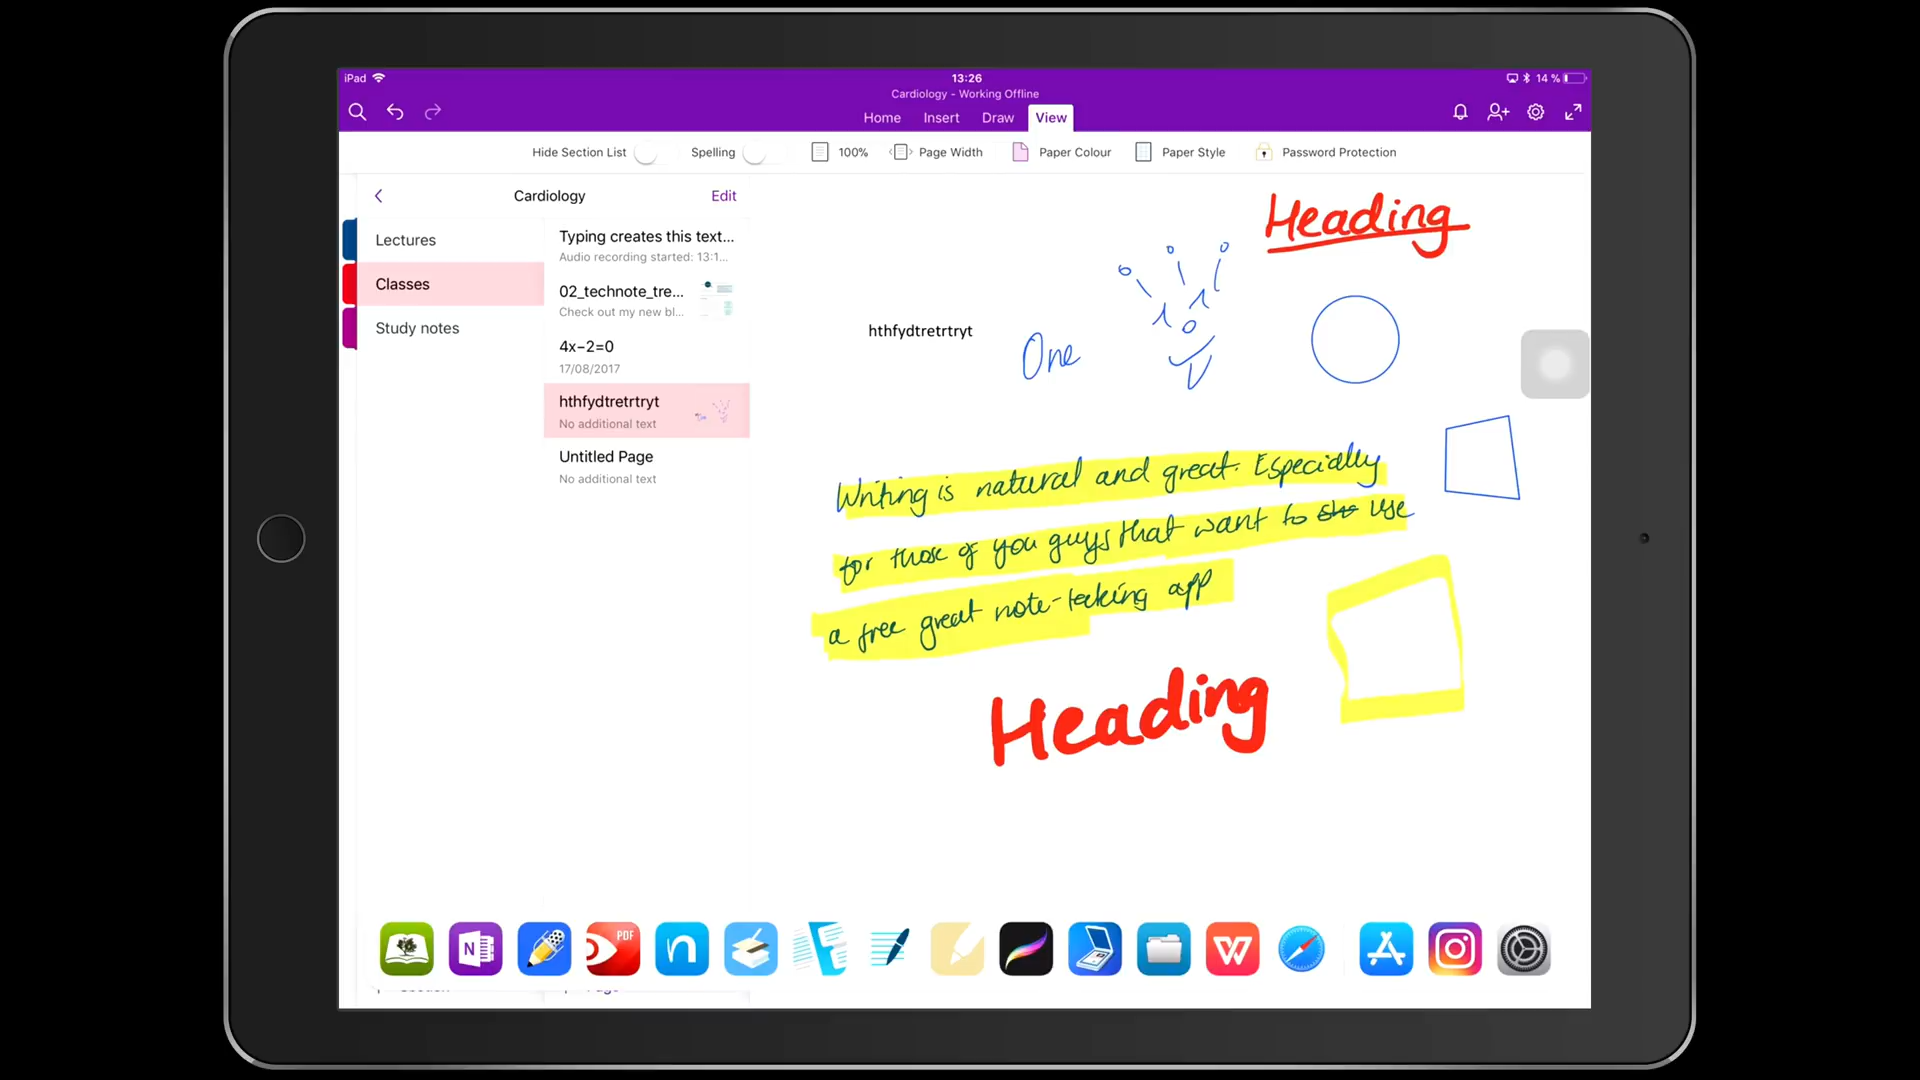 iPad
13:26
14 %
Cardiology - Working Offline
Home Insert Draw View
Hide Section List Spelling 100% Page Width Paper Colour Paper Style Password Protection
Cardiology Edit
Lectures
Classes
Study notes
Typing creates this text...
Audio recording started: 13:1...
02_technote_tre...
Check out my new bl...
4x−2=0
17/08/2017
hthfydtretrtryt
No additional text
Untitled Page
No additional text
Heading
hthfydtretrtryt
One
Writing is natural and great. Especially
for those of you guys that want to use
a free great note-taking app
Heading
PDF